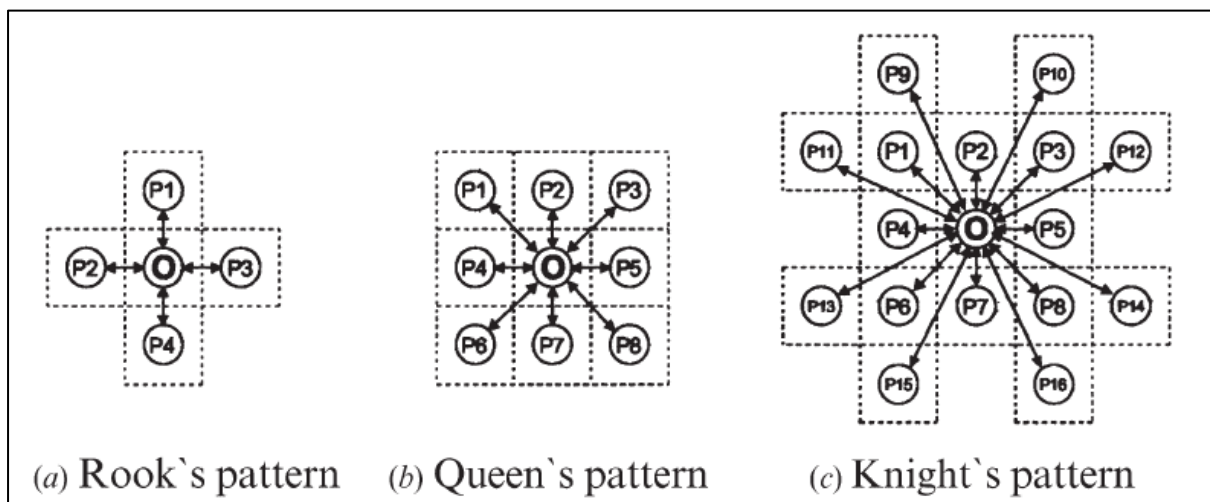 P9 P10
P11 P1 P2 P3 P12
P1
P1 P2 P3
P4 O P5
P2 O P3
P4 O P5
P13 P6 P7 P8 P14
P4
P6 P7 P8
P15 P16
(a) Rook`s pattern (b) Queen`s pattern (c) Knight`s pattern